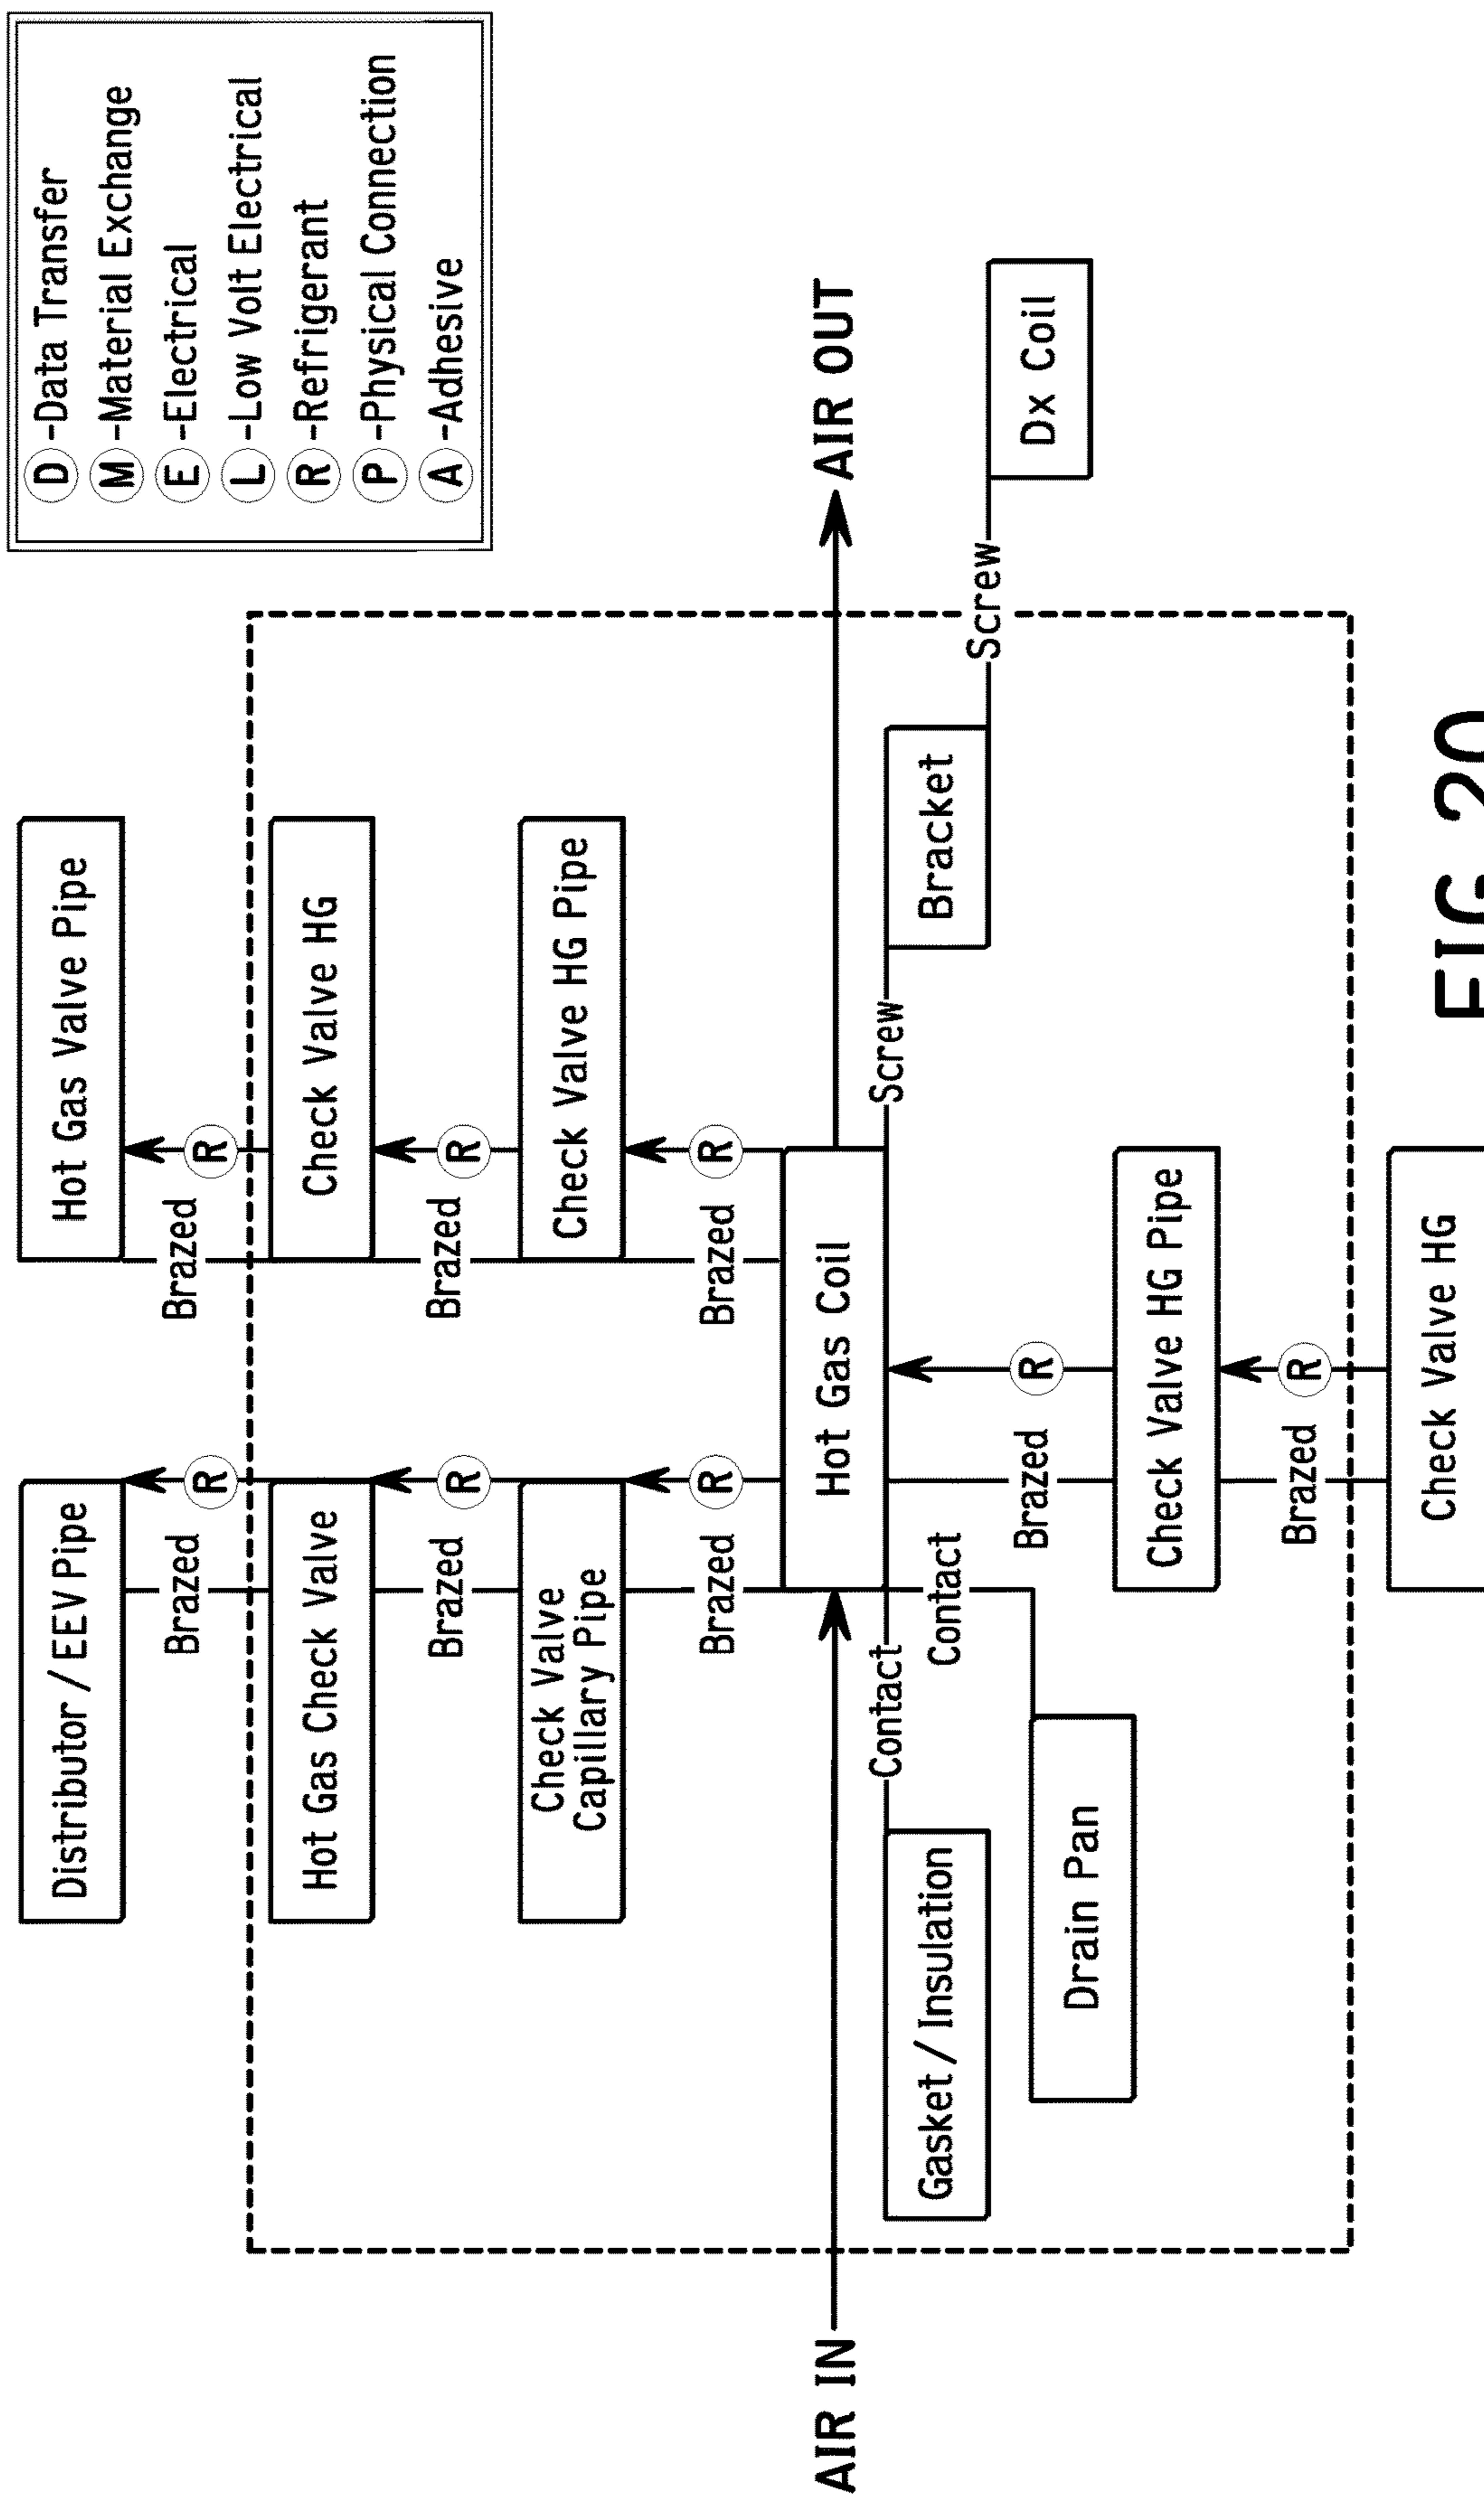 D -Data Transfer
M -Material Exchange
E -Electrical
L -Low Volt Electrical
R -Refrigerant
P -Physical Connection
A -Adhesive
Distributor / EEV Pipe
Hot Gas Valve Pipe
Brazed
R
Brazed
R
Hot Gas Check Valve
Check Valve HG
Brazed
R
Brazed
R
Check Valve
Capillary Pipe
Check Valve HG Pipe
Brazed
R
Brazed
R
AIR IN
Hot Gas Coil
AIR OUT
Contact
Screw
Gasket / Insulation
Contact
Bracket
Screw
Brazed
R
Drain Pan
Dx Coil
Check Valve HG Pipe
Brazed
R
Check Valve HG
FIG. 20